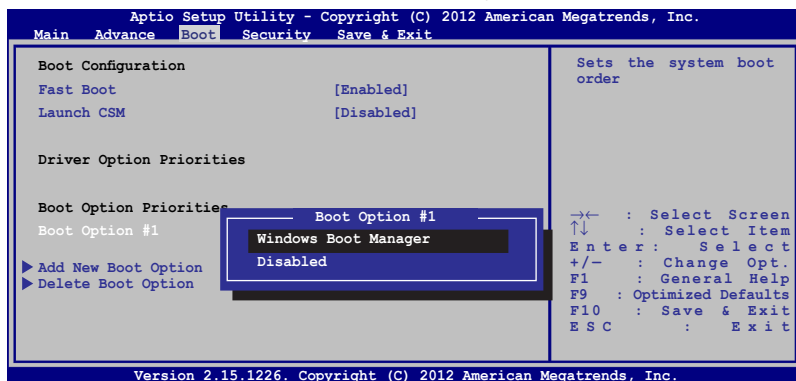 Aptio Setup Utility - Copyright (C) 2012 American Megatrends, Inc.
Main Advance Boot Security Save & Exit
Boot Configuration
Fast Boot [Enabled]
Launch CSM [Disabled]
Driver Option Priorities
Boot Option Priorities
Boot Option #1
Add New Boot Option
Delete Boot Option
Boot Option #1
Windows Boot Manager
Disabled
Sets the system boot
order
→← : Select Screen
↑↓ : Select Item
Enter: Select
+/— : Change Opt.
F1 : General Help
F9 : Optimized Defaults
F10 : Save & Exit
ESC : Exit
Version 2.15.1226. Copyright (C) 2012 American Megatrends, Inc.